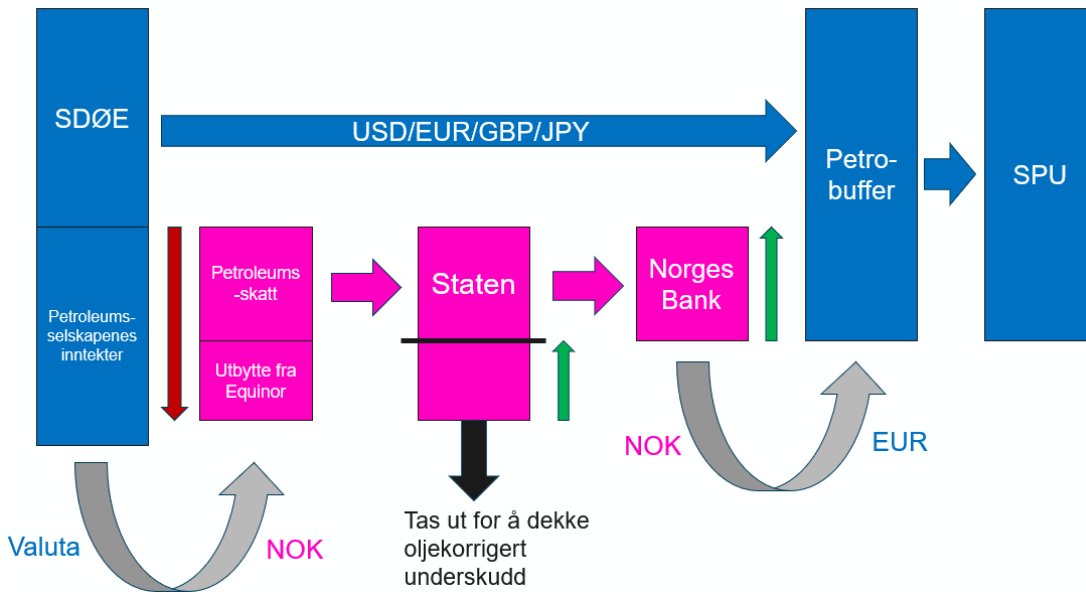 SDØE
USD/EUR/GBP/JPY
Petro-
buffer
SPU
Petroleums-
selskapenes
inntekter
Petroleums
-skatt
Utbytte fra
Equinor
Staten
Norges
Bank
Valuta
NOK
Tas ut for å dekke
oljekorrigert
underskudd
NOK
EUR